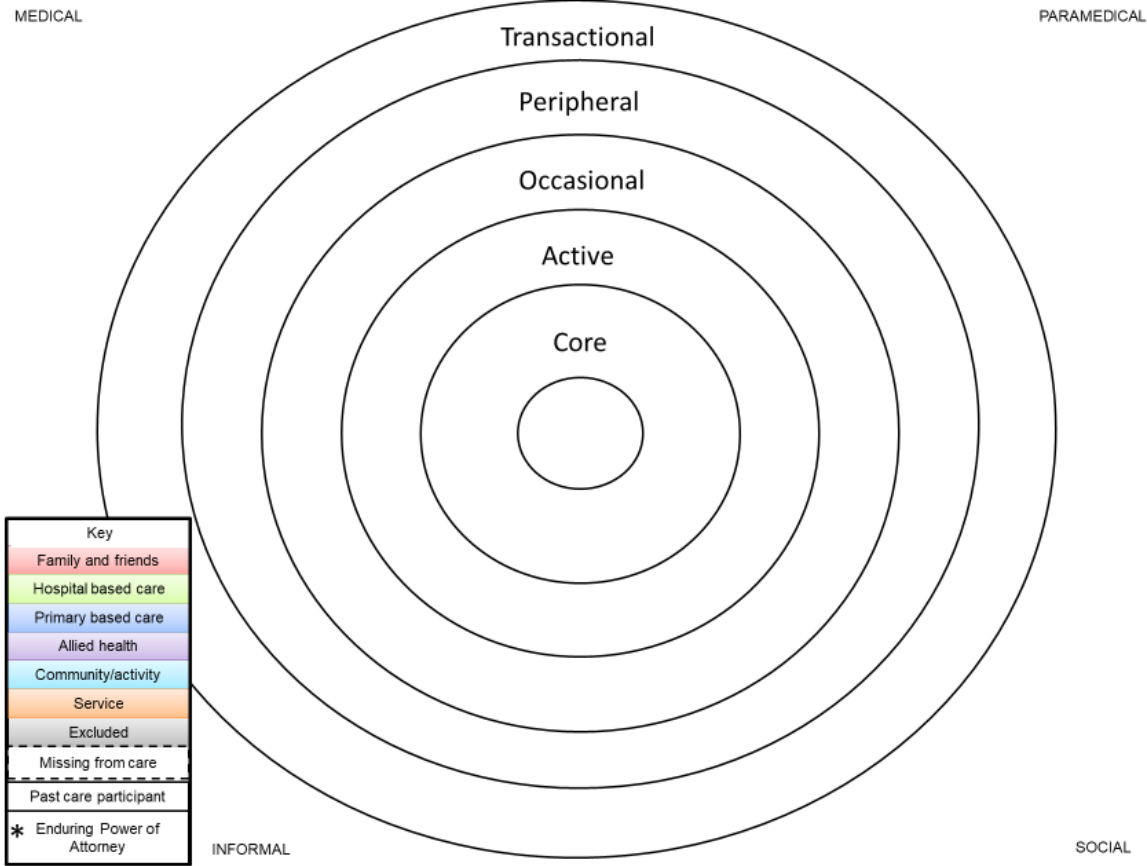 MEDICAL
PARAMEDICAL
Transactional
Peripheral
Occasional
Active
Core
Key
Family and friends
Hospital based care
Primary based care
Allied health
Community/activity
Service
Excluded
Missing from care
Past care participant
* Enduring Power of
Attorney
INFORMAL
SOCIAL